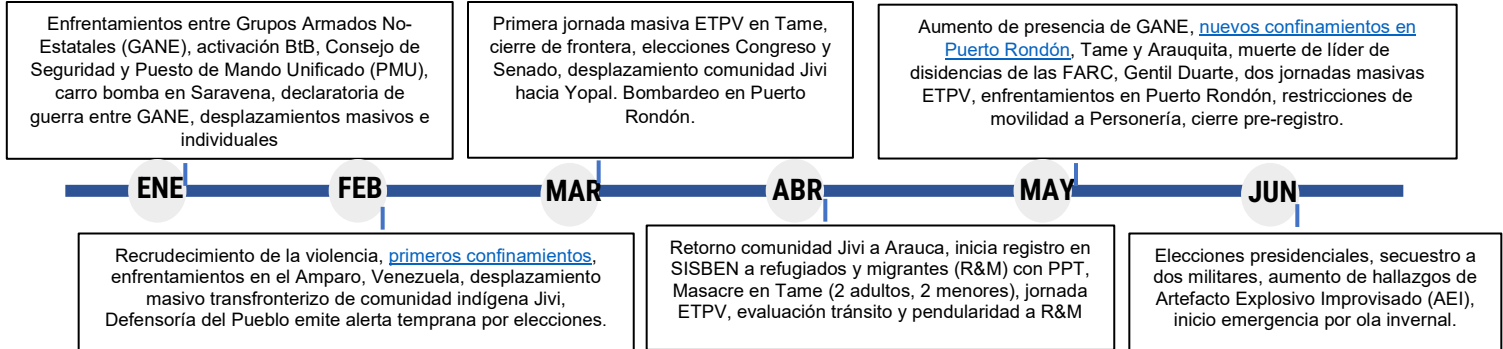 Enfrentamientos entre Grupos Armados No-
Estatales (GANE), activación BtB, Consejo de
Seguridad y Puesto de Mando Unificado (PMU),
carro bomba en Saravena, declaratoria de
guerra entre GANE, desplazamientos masivos e
individuales
Primera jornada masiva ETPV en Tame,
cierre de frontera, elecciones Congreso y
Senado, desplazamiento comunidad Jivi
hacia Yopal. Bombardeo en Puerto
Rondón.
Aumento de presencia de GANE, nuevos confinamientos en
Puerto Rondón, Tame y Arauquita, muerte de líder de
disidencias de las FARC, Gentil Duarte, dos jornadas masivas
ETPV, enfrentamientos en Puerto Rondón, restricciones de
movilidad a Personería, cierre pre-registro.
ENE
FEB
MAR
ABR
MAY
JUN
Recrudecimiento de la violencia, primeros confinamientos,
enfrentamientos en el Amparo, Venezuela, desplazamiento
masivo transfronterizo de comunidad indígena Jivi,
Defensoría del Pueblo emite alerta temprana por elecciones.
Retorno comunidad Jivi a Arauca, inicia registro en
SISBEN a refugiados y migrantes (R&M) con PPT,
Masacre en Tame (2 adultos, 2 menores), jornada
ETPV, evaluación tránsito y pendularidad a R&M
Elecciones presidenciales, secuestro a
dos militares, aumento de hallazgos de
Artefacto Explosivo Improvisado (AEI),
inicio emergencia por ola invernal.